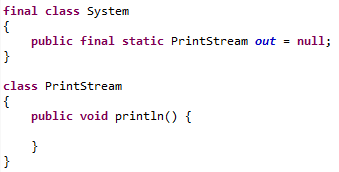 final class System
{
    public final static PrintStream out = null;
}
class PrintStream
{
    public void println() {
    }
}